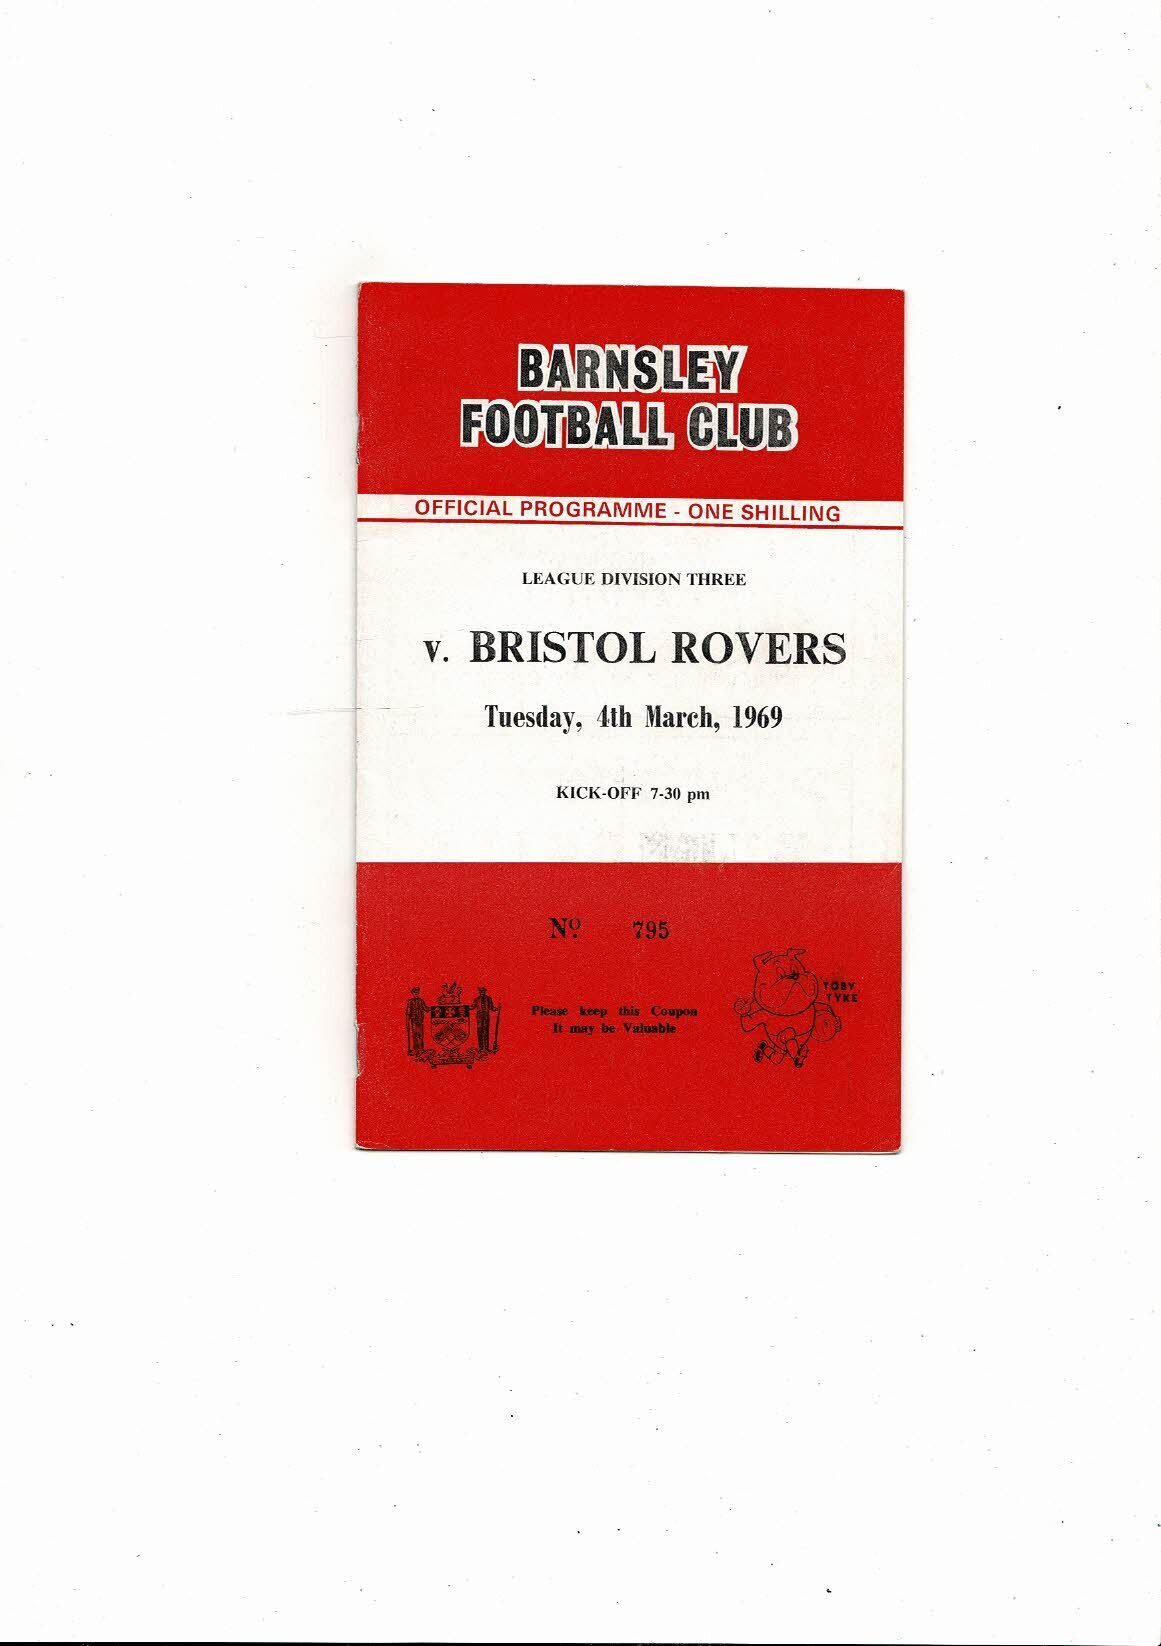 BARNSLEY
FOOTBALL CLUB
OFFICIAL PROGRAMME - ONE SHILLING
LEAGUE DIVISION THREE
v. BRISTOL ROVERS
Tuesday, 4th March, 1969
KICK-OFF 7-30 pm
Nº. 795
TOBY
TYKE
Please keep this Coupon
It may be Valuable